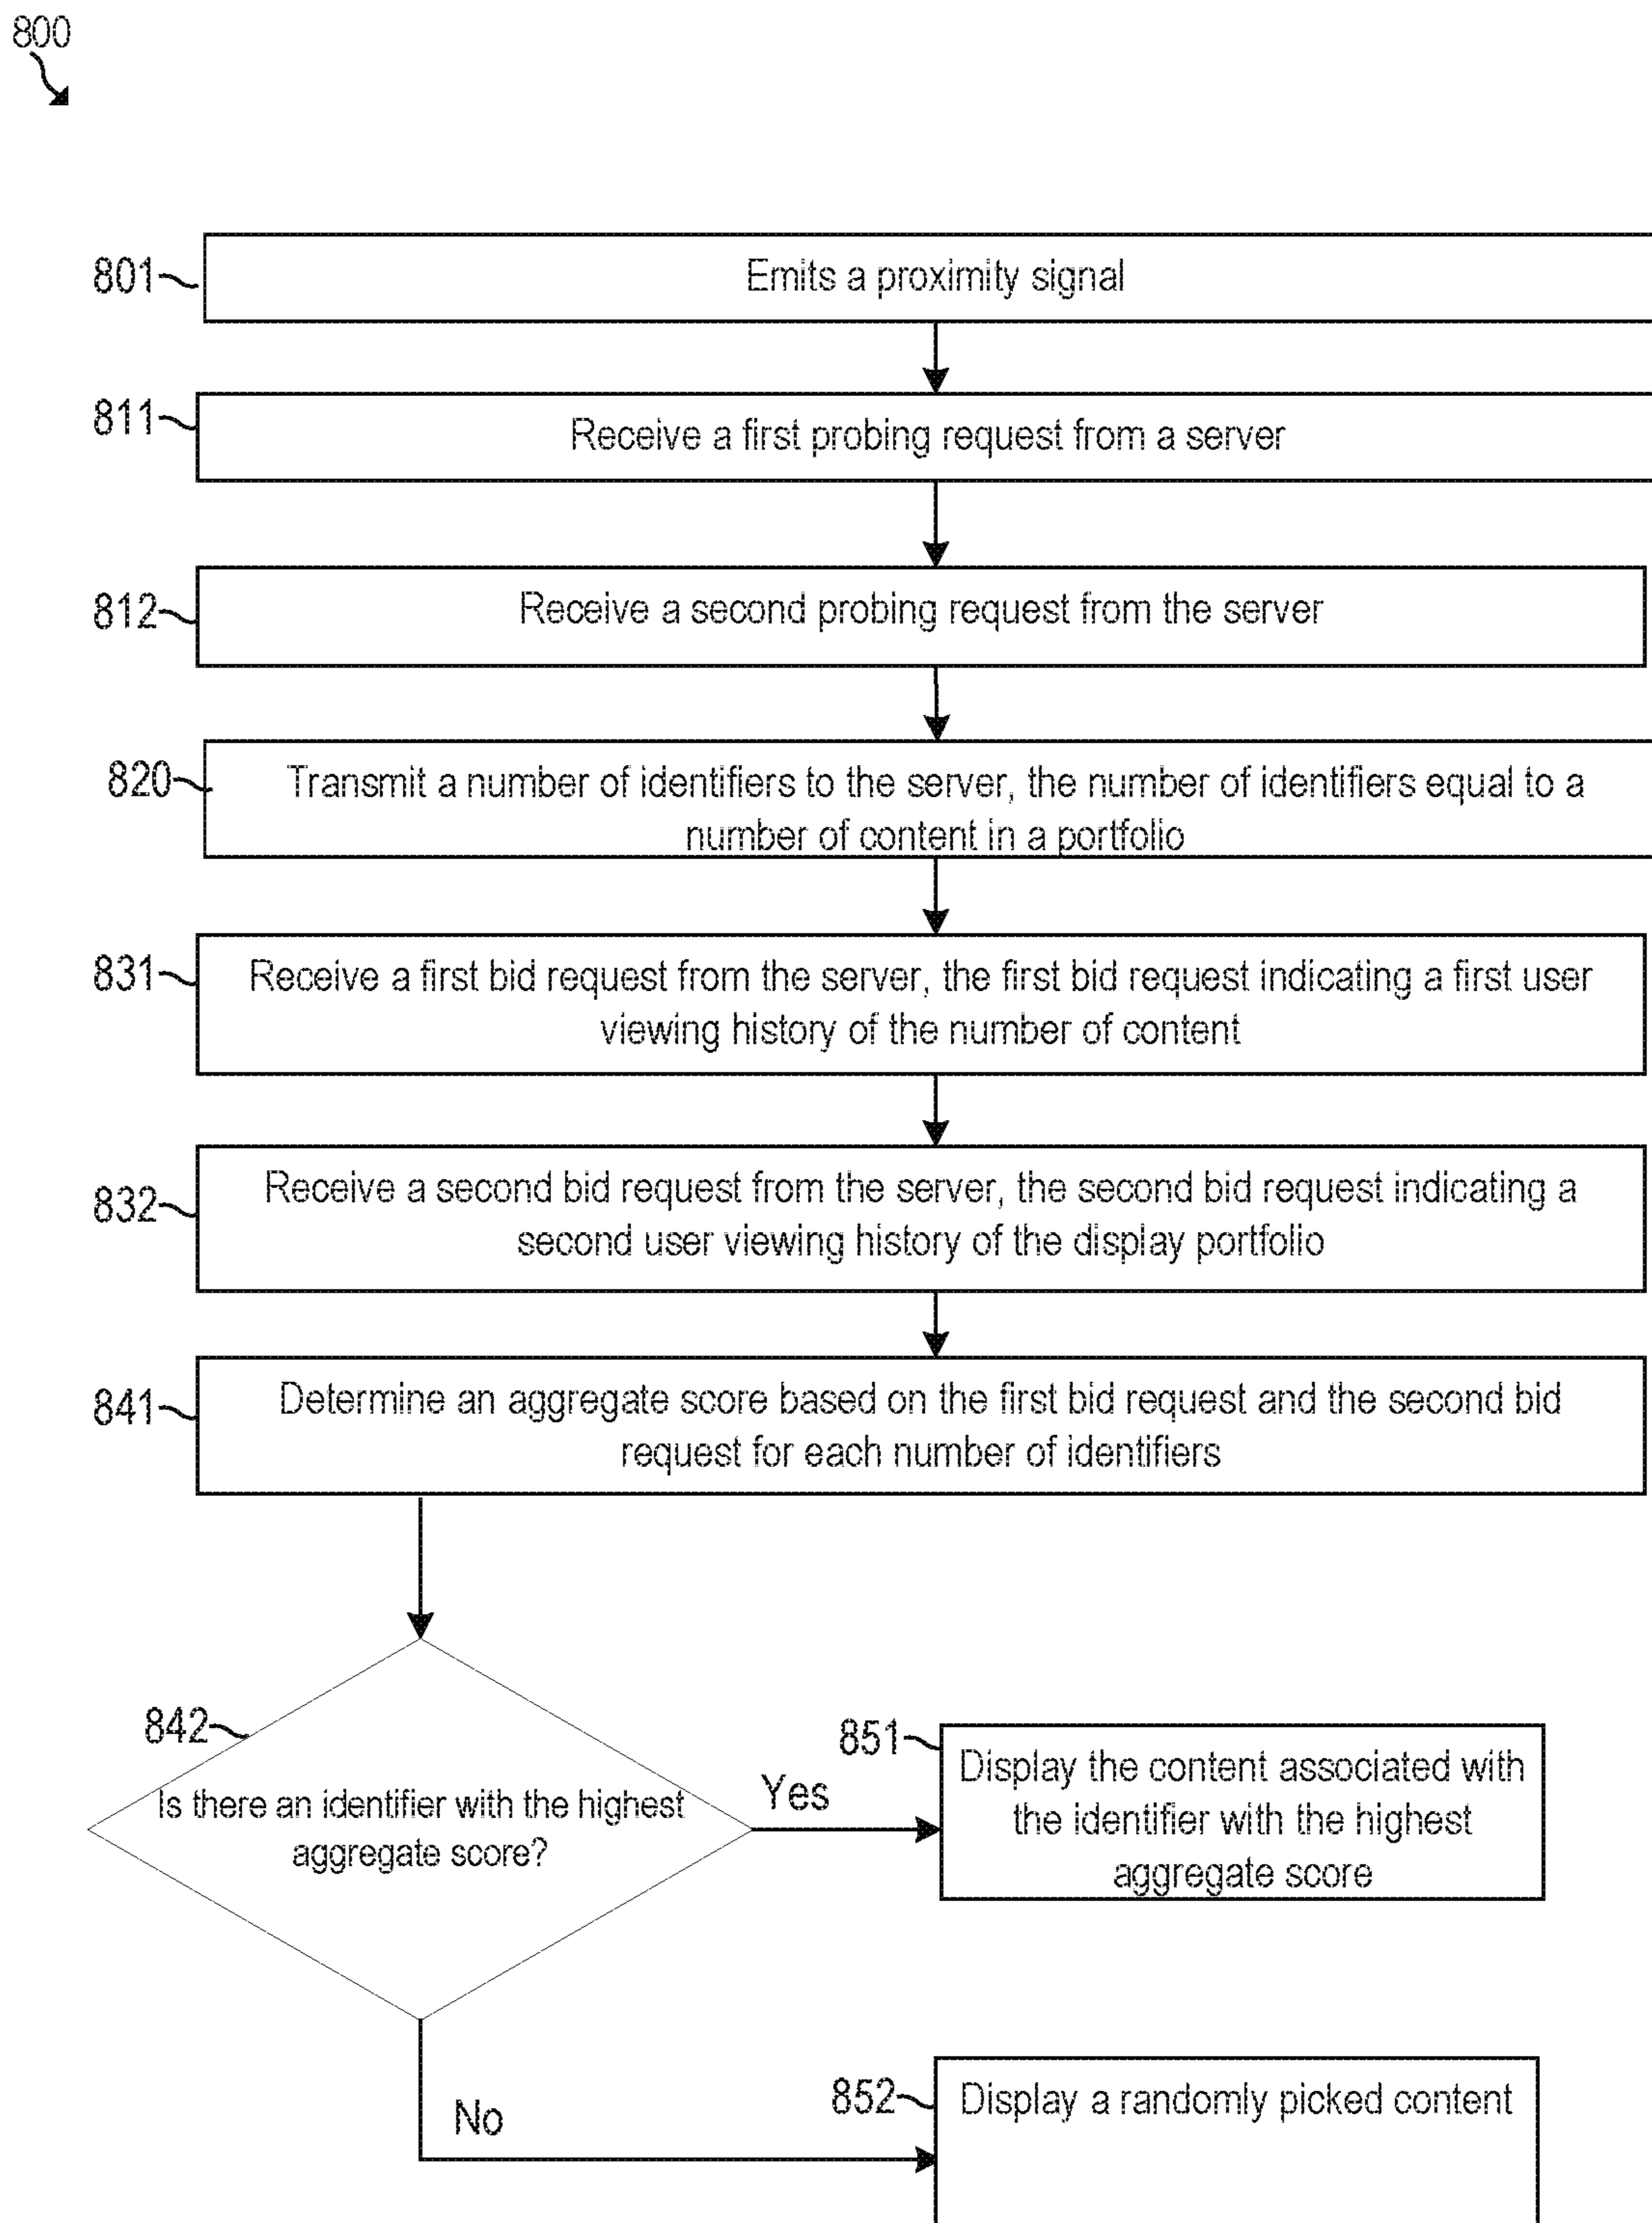 800
801
Emits a proximity signal
811
Receive a first probing request from a server
812
Receive a second probing request from the server
820
Transmit a number of identifiers to the server, the number of identifiers equal to a
number of content in a portfolio
831
Receive a first bid request from the server, the first bid request indicating a first user
viewing history of the number of content
832
Receive a second bid request from the server, the second bid request indicating a
second user viewing history of the display portfolio
841
Determine an aggregate score based on the first bid request and the second bid
request for each number of identifiers
842
Is there an identifier with the highest
aggregate score?
Yes
851
Display the content associated with
the identifier with the highest
aggregate score
No
852
Display a randomly picked content